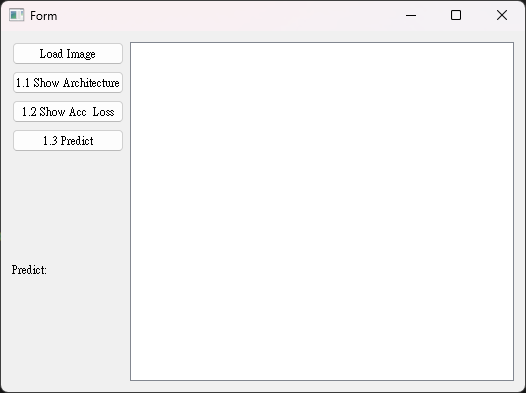 Form
Load Image
1.1 Show Architecture
1.2 Show Acc  Loss
1.3 Predict
Predict: